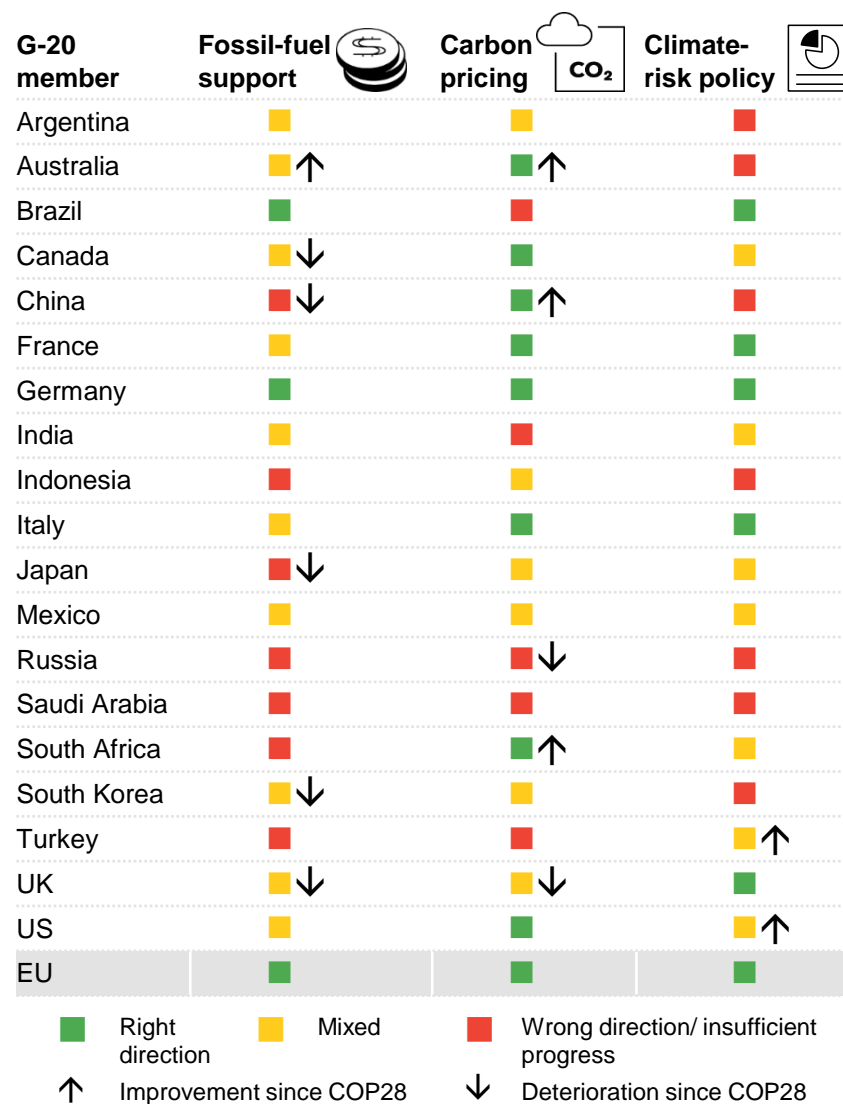 G-20 member
Fossil-fuel support
Carbon pricing
CO₂
Climate-risk policy
Argentina
Australia
Brazil
Canada
China
France
Germany
India
Indonesia
Italy
Japan
Mexico
Russia
Saudi Arabia
South Africa
South Korea
Turkey
UK
US
EU
Right direction
Mixed
Wrong direction/ insufficient progress
Improvement since COP28
Deterioration since COP28